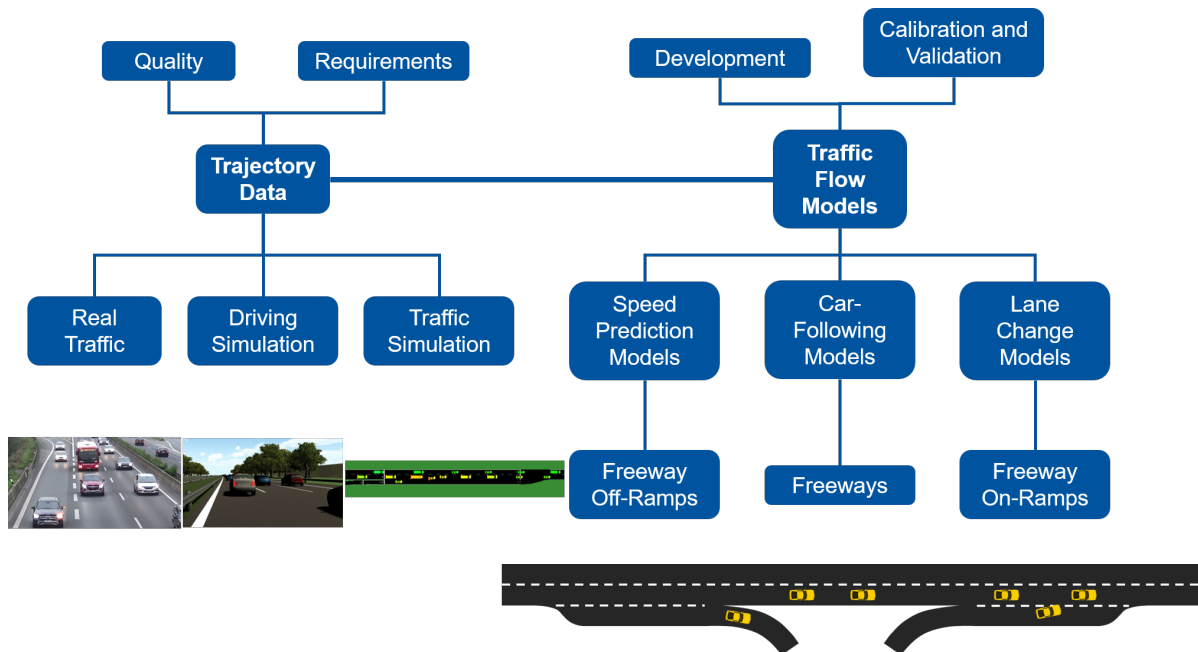 Quality
Requirements
Development
Calibration and
Validation
Trajectory
Data
Traffic
Flow
Models
Real
Traffic
Driving
Simulation
Traffic
Simulation
Speed
Prediction
Models
Car-
Following
Models
Lane
Change
Models
Freeway
Off-Ramps
Freeways
Freeway
On-Ramps